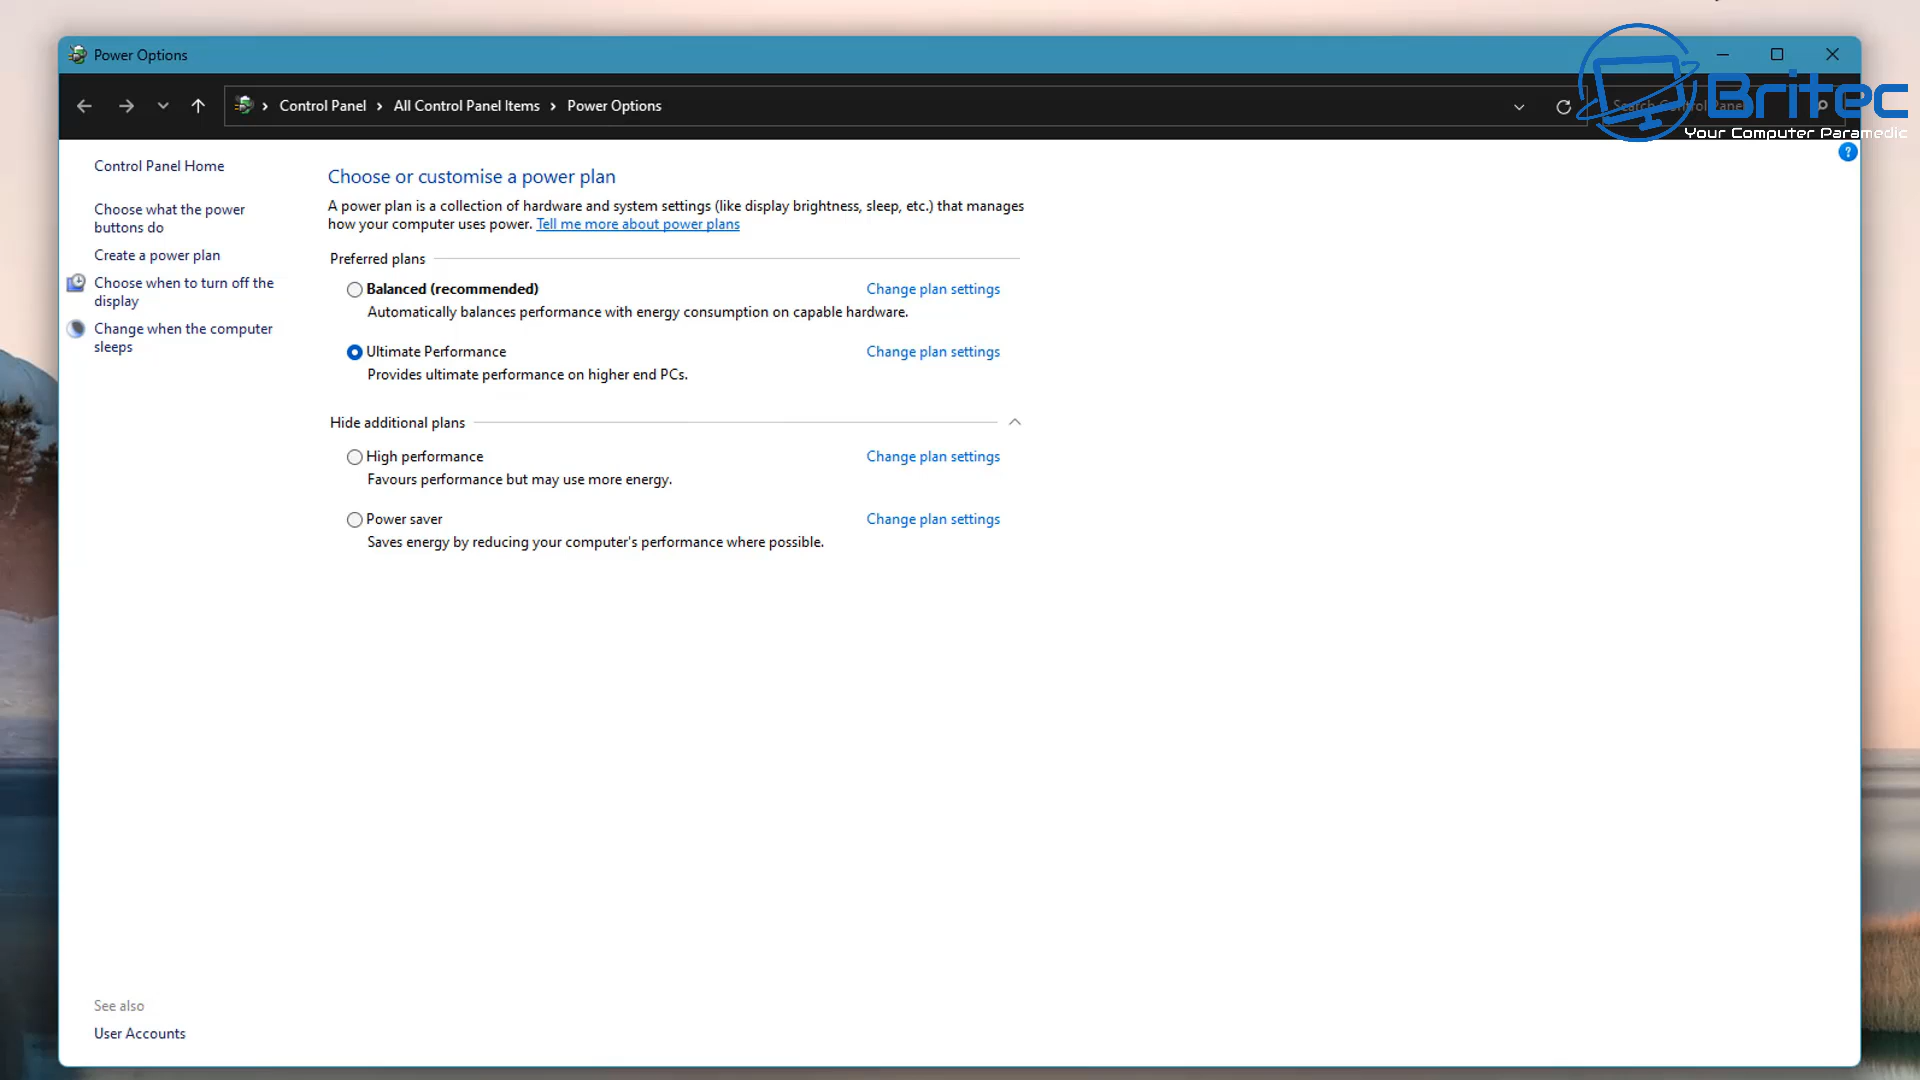 Power Options
Britec
Your Computer Paramedic
Control Panel > All Control Panel Items > Power Options
Search Control Panel
Control Panel Home
Choose what the power
buttons do
Create a power plan
Choose when to turn off the
display
Change when the computer
sleeps
Choose or customise a power plan
A power plan is a collection of hardware and system settings (like display brightness, sleep, etc.) that manages
how your computer uses power. Tell me more about power plans
Preferred plans
Balanced (recommended) Change plan settings
Automatically balances performance with energy consumption on capable hardware.
Ultimate Performance Change plan settings
Provides ultimate performance on higher end PCs.
Hide additional plans
High performance Change plan settings
Favours performance but may use more energy.
Power saver Change plan settings
Saves energy by reducing your computer's performance where possible.
See also
User Accounts